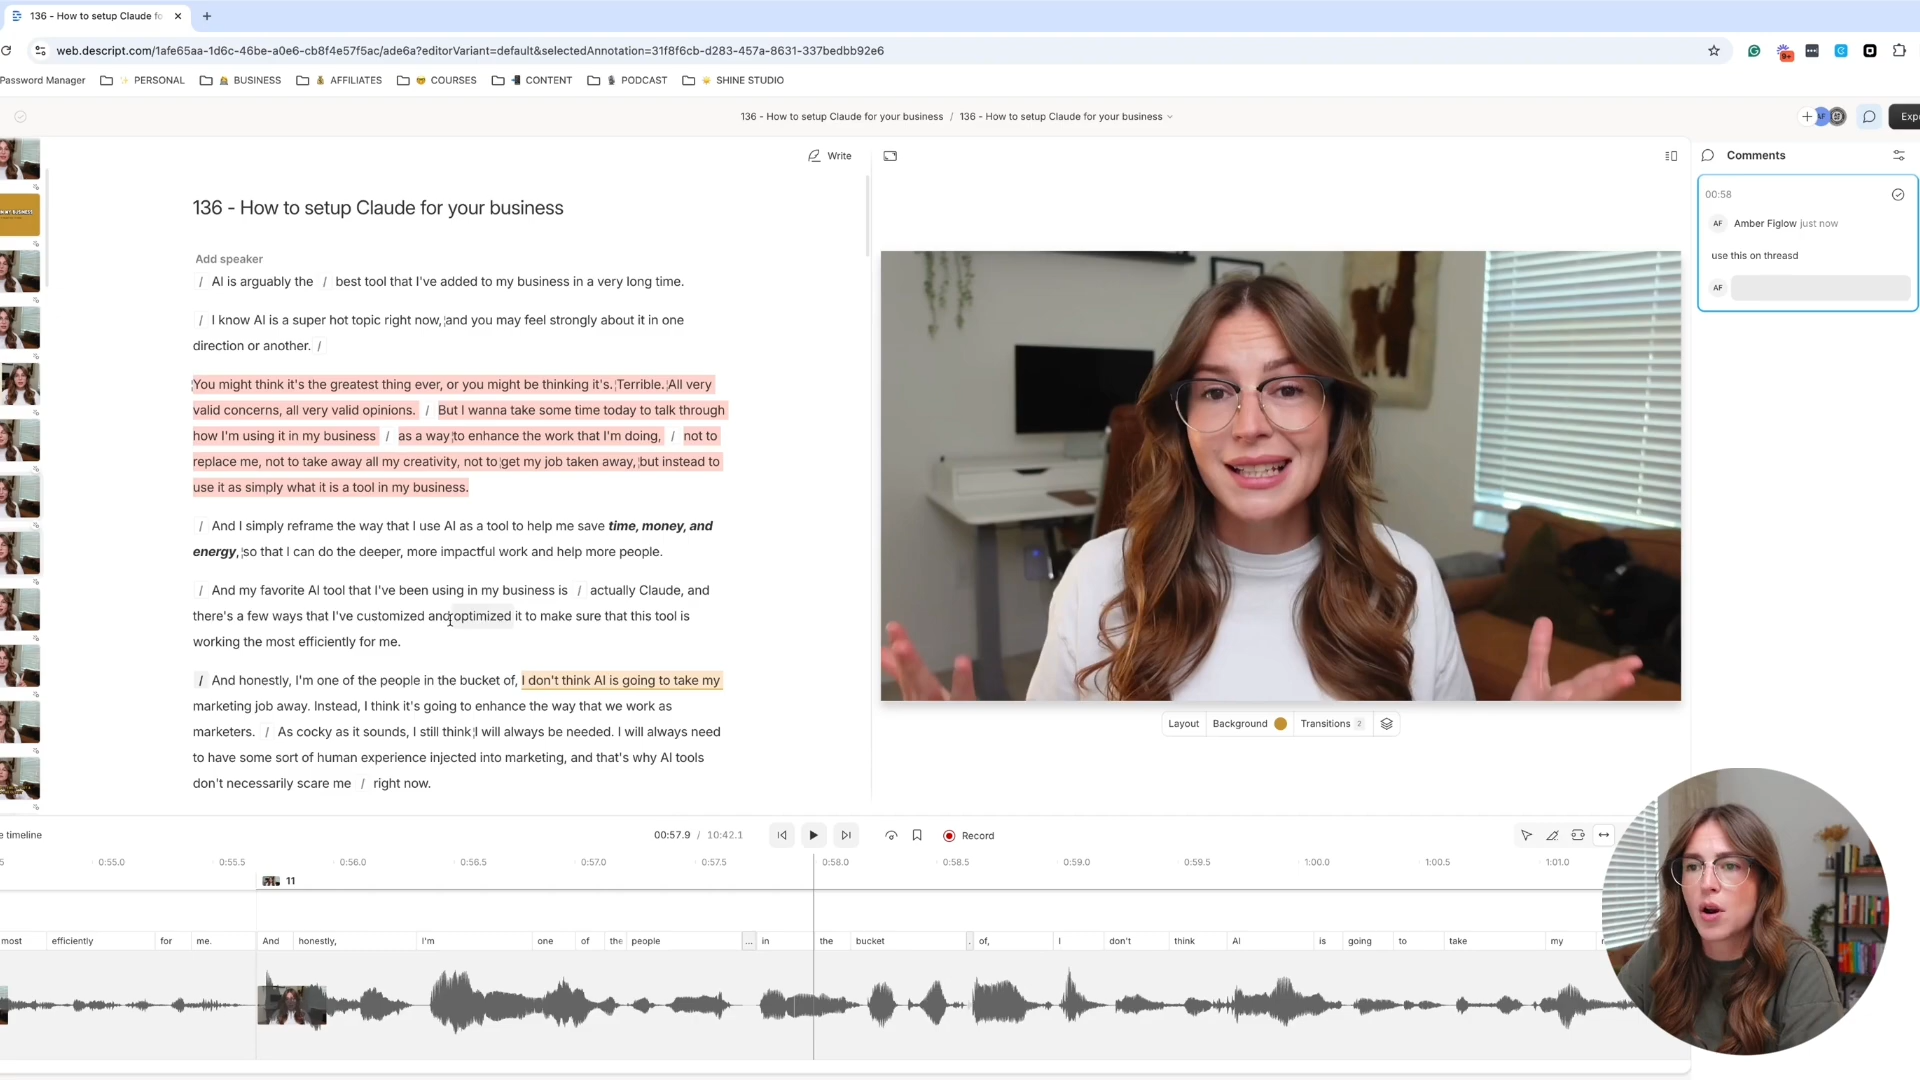 136 - How to setup Claude fo
web.descript.com/1afe65aa-1d6c-46be-a0e6-cb8f4e57f5ac/ade6a?editorVariant=default&selectedAnnotation=31f8f6cb-d283-457a-8631-337bedbb92e6
9+
Password Manager PERSONAL BUSINESS AFFILIATES COURSES CONTENT PODCAST SHINE STUDIO
136 - How to setup Claude for your business / 136 - How to setup Claude for your business
AF
Expo
Write
Comments
00:58
AF Amber Figlow just now
use this on threasd
AF
136 - How to setup Claude for your business
Add speaker
/ AI is arguably the / best tool that I've added to my business in a very long time.
/ I know AI is a super hot topic right now, and you may feel strongly about it in one
direction or another. /
You might think it's the greatest thing ever, or you might be thinking it's. Terrible. All very
valid concerns, all very valid opinions. / But I wanna take some time today to talk through
how I'm using it in my business / as a way to enhance the work that I'm doing, / not to
replace me, not to take away all my creativity, not to get my job taken away, but instead to
use it as simply what it is a tool in my business.
/ And I simply reframe the way that I use AI as a tool to help me save time, money, and
energy, so that I can do the deeper, more impactful work and help more people.
/ And my favorite AI tool that I've been using in my business is / actually Claude, and
there's a few ways that I've customized and optimized it to make sure that this tool is
working the most efficiently for me.
/ And honestly, I'm one of the people in the bucket of, I don't think AI is going to take my
marketing job away. Instead, I think it's going to enhance the way that we work as
marketers. / As cocky as it sounds, I still think I will always be needed. I will always need
to have some sort of human experience injected into marketing, and that's why AI tools
don't necessarily scare me / right now.
Layout Background Transitions 2
e timeline
00:57.9 / 10:42.1
Record
5 0:55.0 0:55.5 0:56.0 0:56.5 0:57.0 0:57.5 0:58.0 0:58.5 0:59.0 0:59.5 1:00.0 1:00.5 1:01.0
11
most efficiently for me. And honestly, I'm one of the people ... in the bucket . of, I don't think AI is going to take my